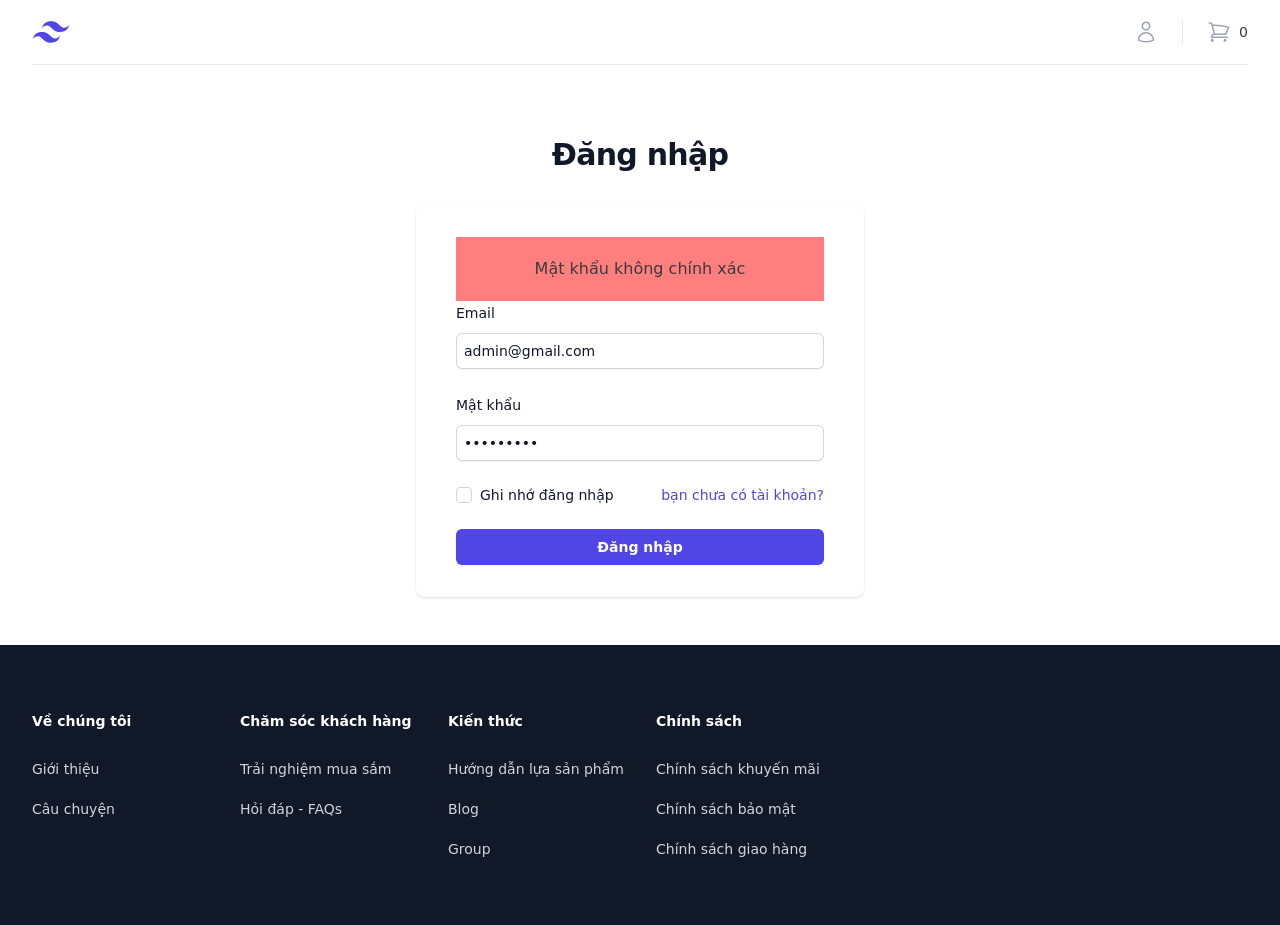 0
Đăng nhập
Mật khẩu không chính xác
Email
admin@gmail.com
Mật khẩu
•••••••••
Ghi nhớ đăng nhập
bạn chưa có tài khoản?
Đăng nhập
Về chúng tôi
Giới thiệu
Câu chuyện
Chăm sóc khách hàng
Trải nghiệm mua sắm
Hỏi đáp - FAQs
Kiến thức
Hướng dẫn lựa sản phẩm
Blog
Group
Chính sách
Chính sách khuyến mãi
Chính sách bảo mật
Chính sách giao hàng